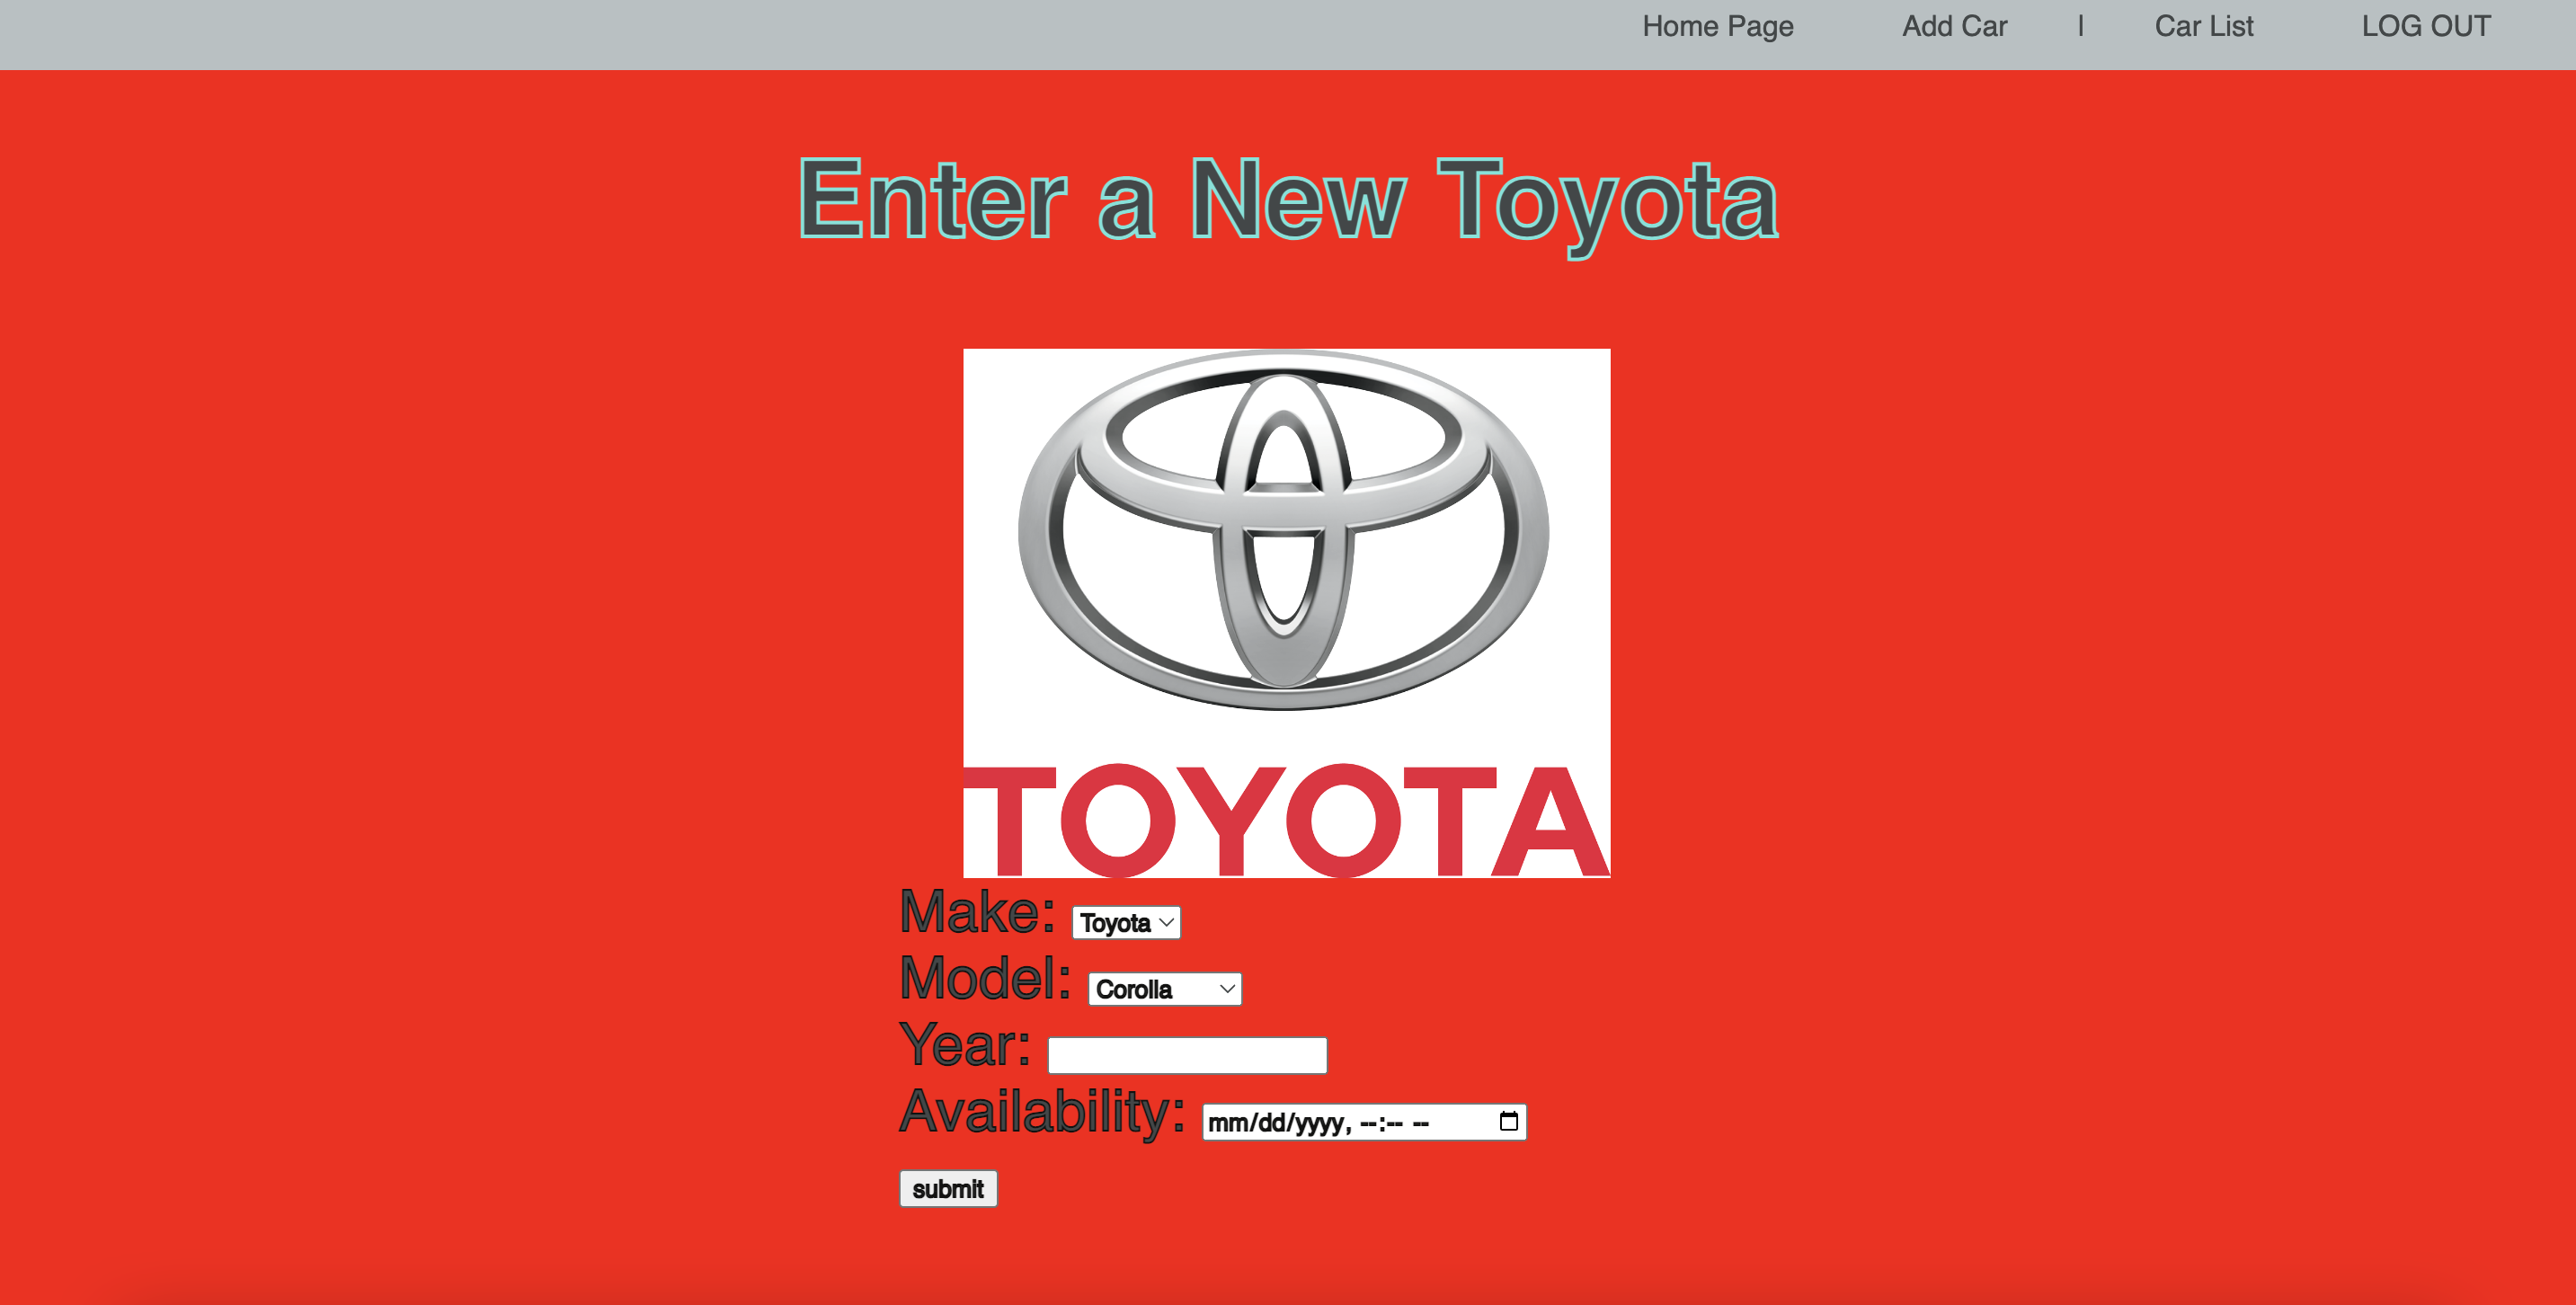 Home Page Add Car | Car List LOG OUT
Enter a New Toyota
TOYOTA
Make: Toyota
Model: Corolla
Year:
Availability: mm/dd/yyyy, --:-- --
submit